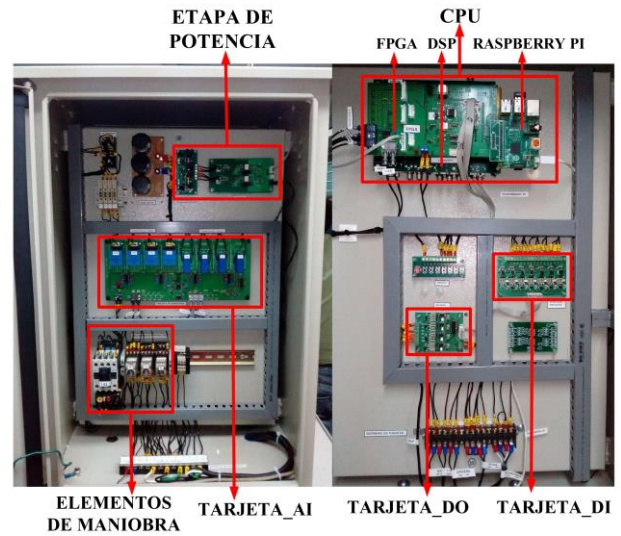 ETAPA DE
POTENCIA
CPU
FPGA DSP RASPBERRY PI
ELEMENTOS
DE MANIOBRA
TARJETA_AI
TARJETA_DO
TARJETA_DI